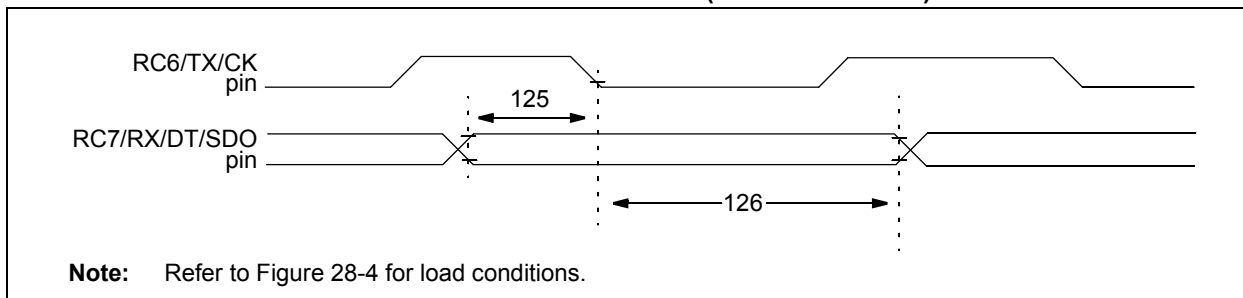 RC6/TX/CK
pin
125
RC7/RX/DT/SDO
pin
126
Note: Refer to Figure 28-4 for load conditions.